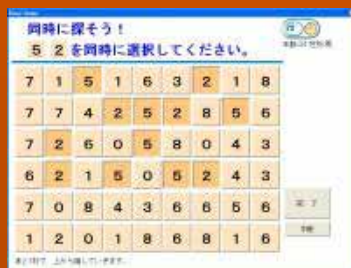 同時に探そう！
5 2 を同時に選択してください。
7 1 5 1 6 3 2 1 8
7 7 4 2 5 2 8 5 6
7 2 6 0 5 8 0 4 3
6 2 1 5 0 5 2 4 3
7 0 8 4 3 6 6 5 6
1 2 0 1 8 6 8 1 6